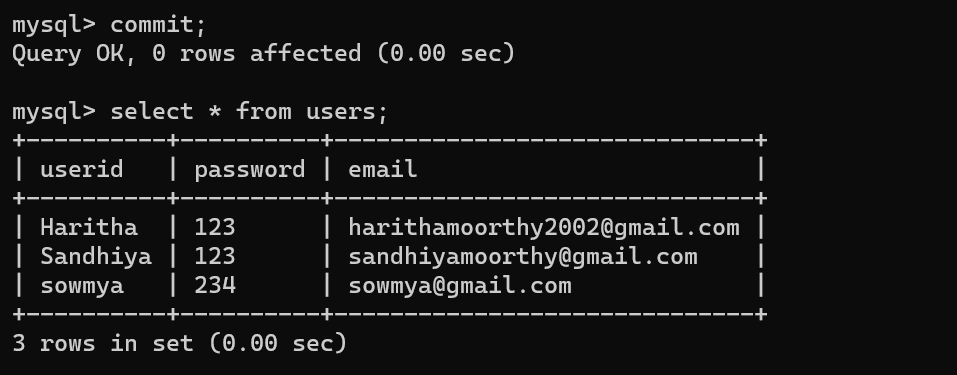 mysql> commit;
Query OK, 0 rows affected (0.00 sec)
mysql> select * from users;
+----------+----------+------------------------------+
| userid   | password | email                        |
+----------+----------+------------------------------+
| Haritha  | 123      | harithamoorthy2002@gmail.com |
| Sandhiya | 123      | sandhiyamoorthy@gmail.com    |
| sowmya   | 234      | sowmya@gmail.com             |
+----------+----------+------------------------------+
3 rows in set (0.00 sec)